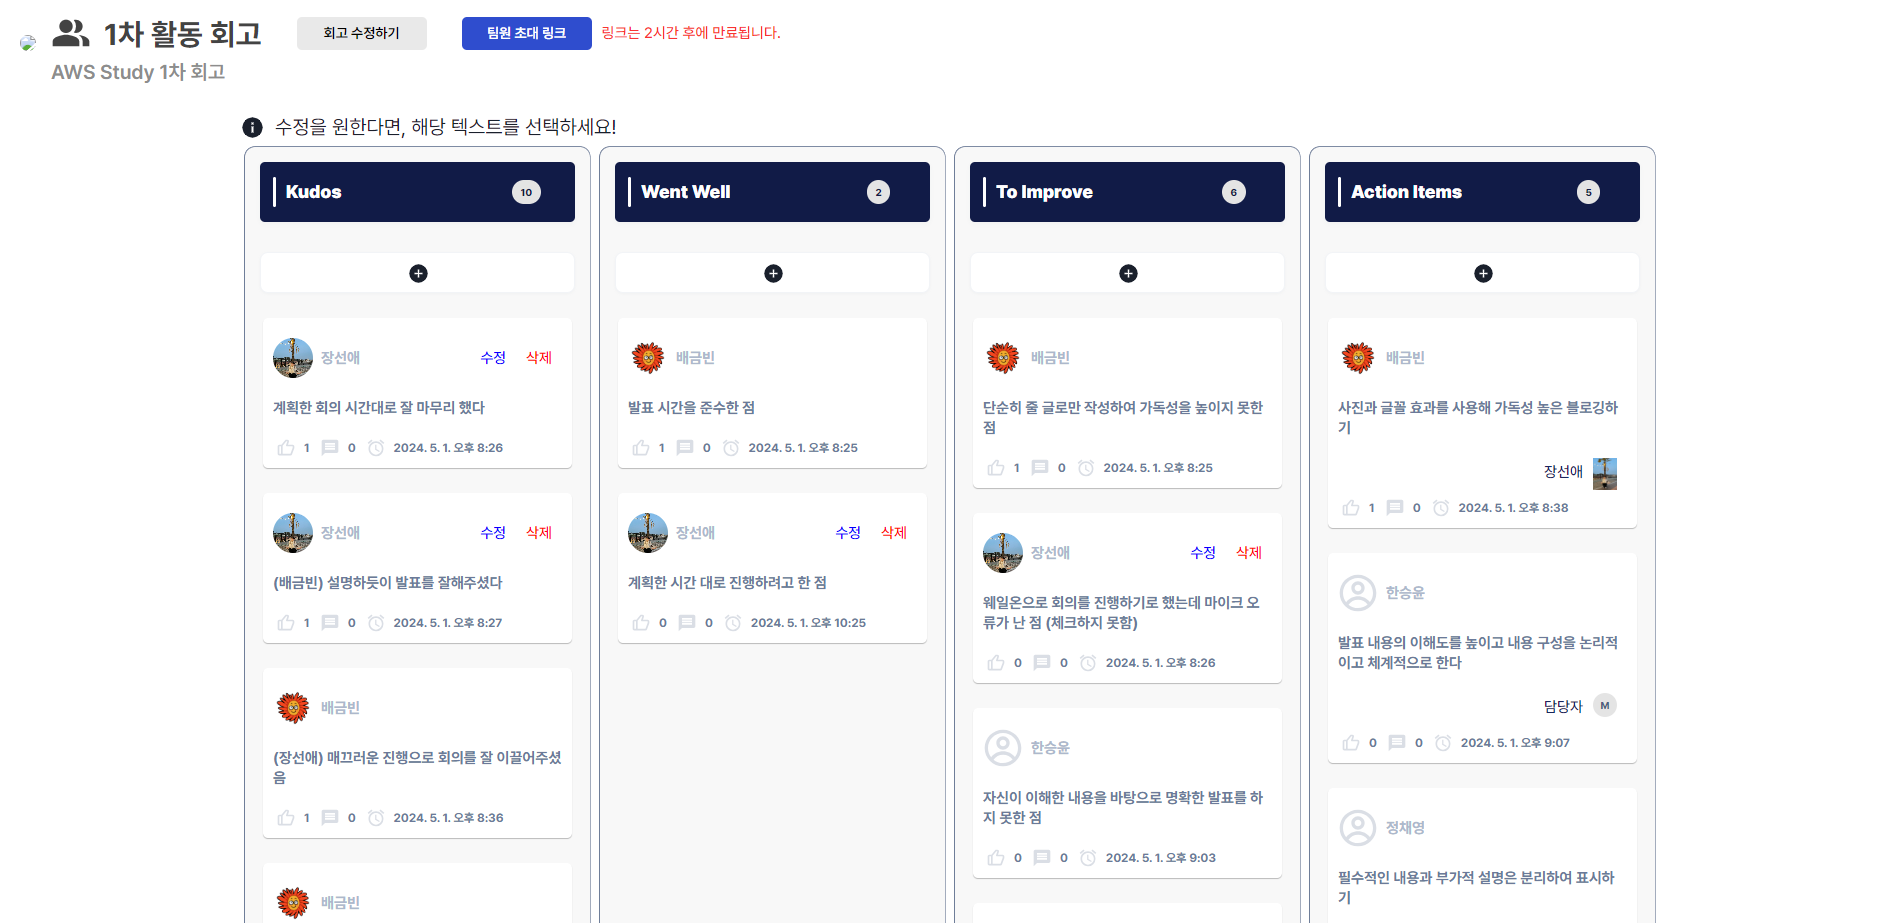 1차 활동 회고
회고 수정하기
팀원 초대 링크
링크는 2시간 후에 만료됩니다.
AWS Study 1차 회고
수정을 원한다면, 해당 텍스트를 선택하세요!
Kudos
10
장선애
수정
삭제
계획한 회의 시간대로 잘 마무리 했다
1
0
2024. 5. 1. 오후 8:26
장선애
수정
삭제
(배금빈) 설명하듯이 발표를 잘해주셨다
1
0
2024. 5. 1. 오후 8:27
배금빈
(장선애) 매끄러운 진행으로 회의를 잘 이끌어주셨
음
1
0
2024. 5. 1. 오후 8:36
배금빈
Went Well
2
배금빈
발표 시간을 준수한 점
1
0
2024. 5. 1. 오후 8:25
장선애
수정
삭제
계획한 시간 대로 진행하려고 한 점
0
0
2024. 5. 1. 오후 10:25
To Improve
6
배금빈
단순히 줄 글로만 작성하여 가독성을 높이지 못한
점
1
0
2024. 5. 1. 오후 8:25
장선애
수정
삭제
웨일온으로 회의를 진행하기로 했는데 마이크 오
류가 난 점 (체크하지 못함)
0
0
2024. 5. 1. 오후 8:26
한승윤
자신이 이해한 내용을 바탕으로 명확한 발표를 하
지 못한 점
0
0
2024. 5. 1. 오후 9:03
Action Items
5
배금빈
사진과 글꼴 효과를 사용해 가독성 높은 블로깅하
기
장선애
1
0
2024. 5. 1. 오후 8:38
한승윤
발표 내용의 이해도를 높이고 내용 구성을 논리적
이고 체계적으로 한다
담당자
M
0
0
2024. 5. 1. 오후 9:07
정채영
필수적인 내용과 부가적 설명은 분리하여 표시하
기